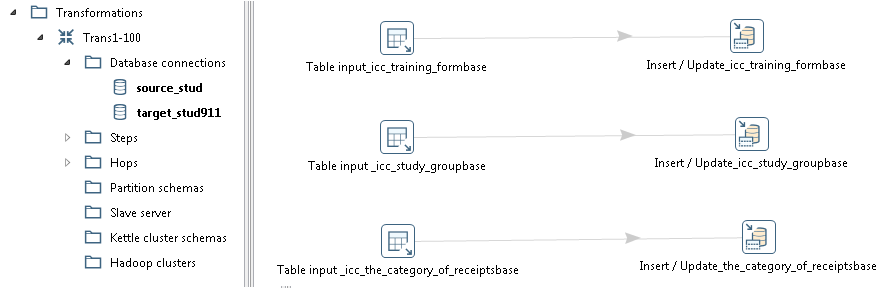 Transformations
Trans1-100
Database connections
source_stud
target_stud911
Steps
Hops
Partition schemas
Slave server
Kettle cluster schemas
Hadoop clusters
Table input_icc_training_formbase
Insert / Update_icc_training_formbase
Table input _icc_study_groupbase
Insert / Update_icc_study_groupbase
Table input _icc_the_category_of_receiptsbase
Insert / Update_the_category_of_receiptsbase